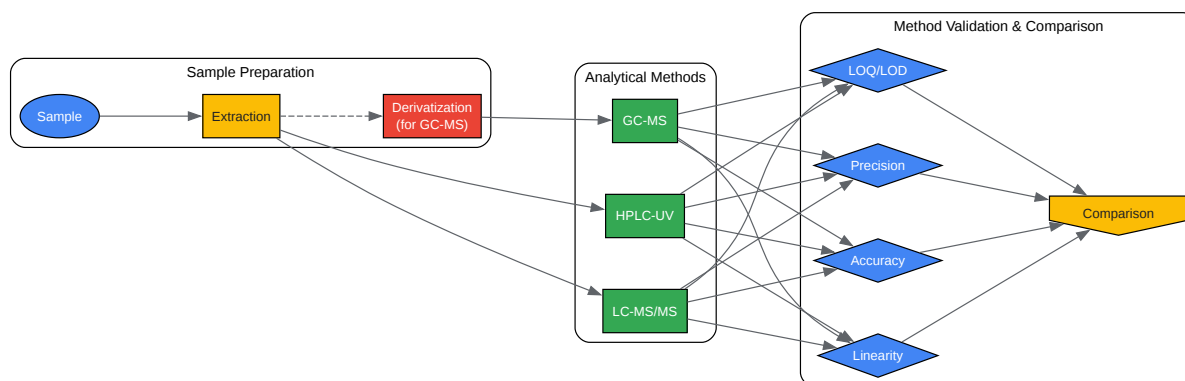 Sample Preparation
Sample
Extraction
Derivatization
(for GC-MS)
Analytical Methods
GC-MS
HPLC-UV
LC-MS/MS
Method Validation & Comparison
LOQ/LOD
Precision
Accuracy
Linearity
Comparison